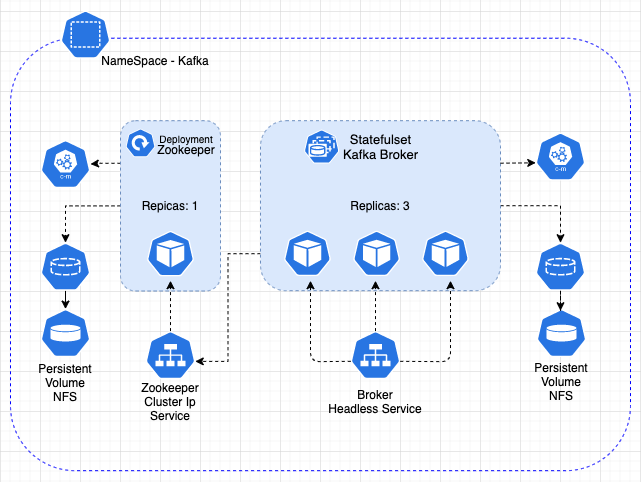 NameSpace - Kafka
Deployment
Zookeeper
Statefulset
Kafka Broker
c-m
c-m
Repicas: 1
Replicas: 3
Persistent
Volume
NFS
Zookeeper
Cluster Ip
Service
Broker
Headless Service
Persistent
Volume
NFS